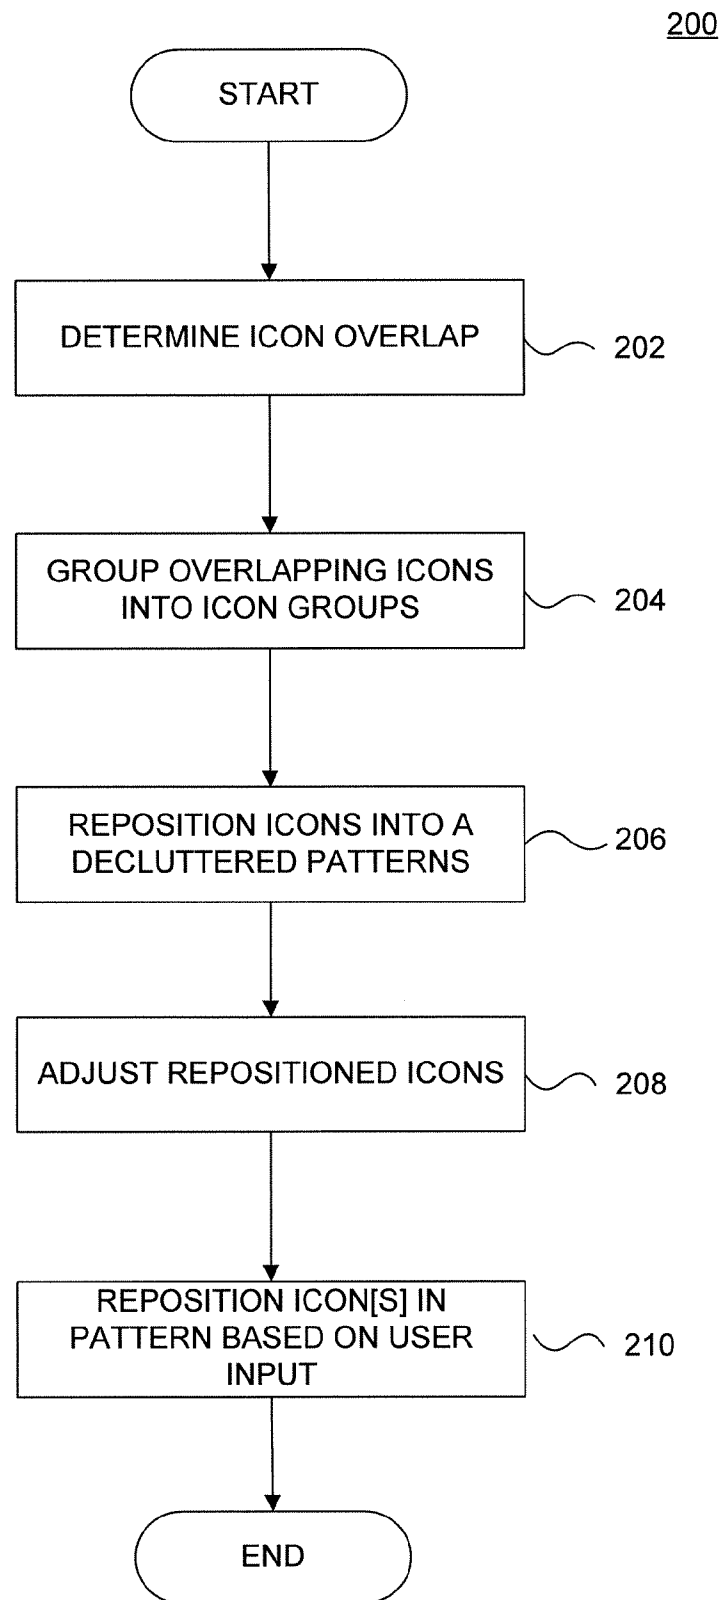 200
START
DETERMINE ICON OVERLAP
202
GROUP OVERLAPPING ICONS
INTO ICON GROUPS
204
REPOSITION ICONS INTO A
DECLUTTERED PATTERNS
206
ADJUST REPOSITIONED ICONS
208
REPOSITION ICON[S] IN
PATTERN BASED ON USER
INPUT
210
END